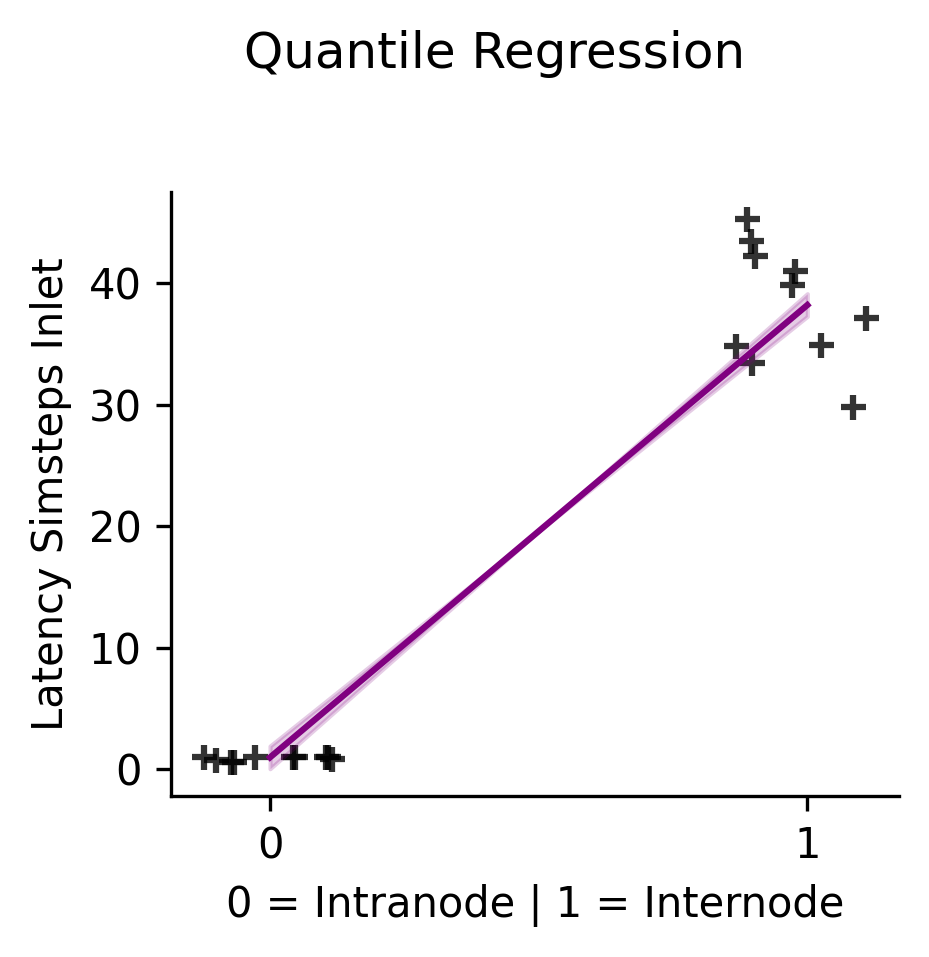 Quantile Regression
Latency Simsteps Inlet
40
30
20
10
0
0 1
0 = Intranode | 1 = Internode